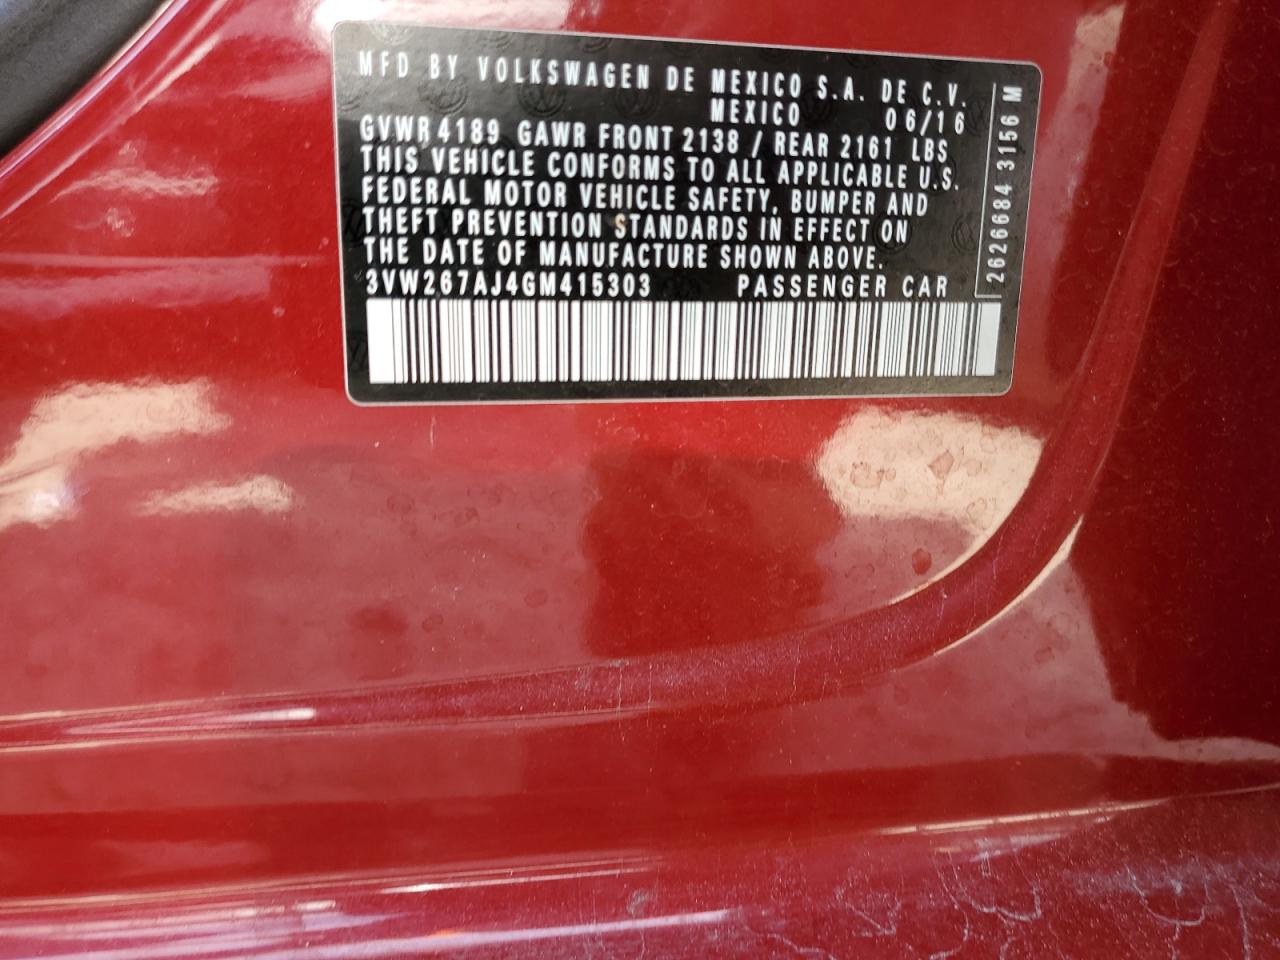 MFD BY VOLKSWAGEN DE MEXICO S.A. DE C.V.
MEXICO 06/16
GVWR 4189 GAWR FRONT 2138 / REAR 2161 LBS
THIS VEHICLE CONFORMS TO ALL APPLICABLE U.S.
FEDERAL MOTOR VEHICLE SAFETY, BUMPER AND
THEFT PREVENTION STANDARDS IN EFFECT ON
THE DATE OF MANUFACTURE SHOWN ABOVE.
3VW267AJ4GM415303 PASSENGER CAR
2626684 3156 M